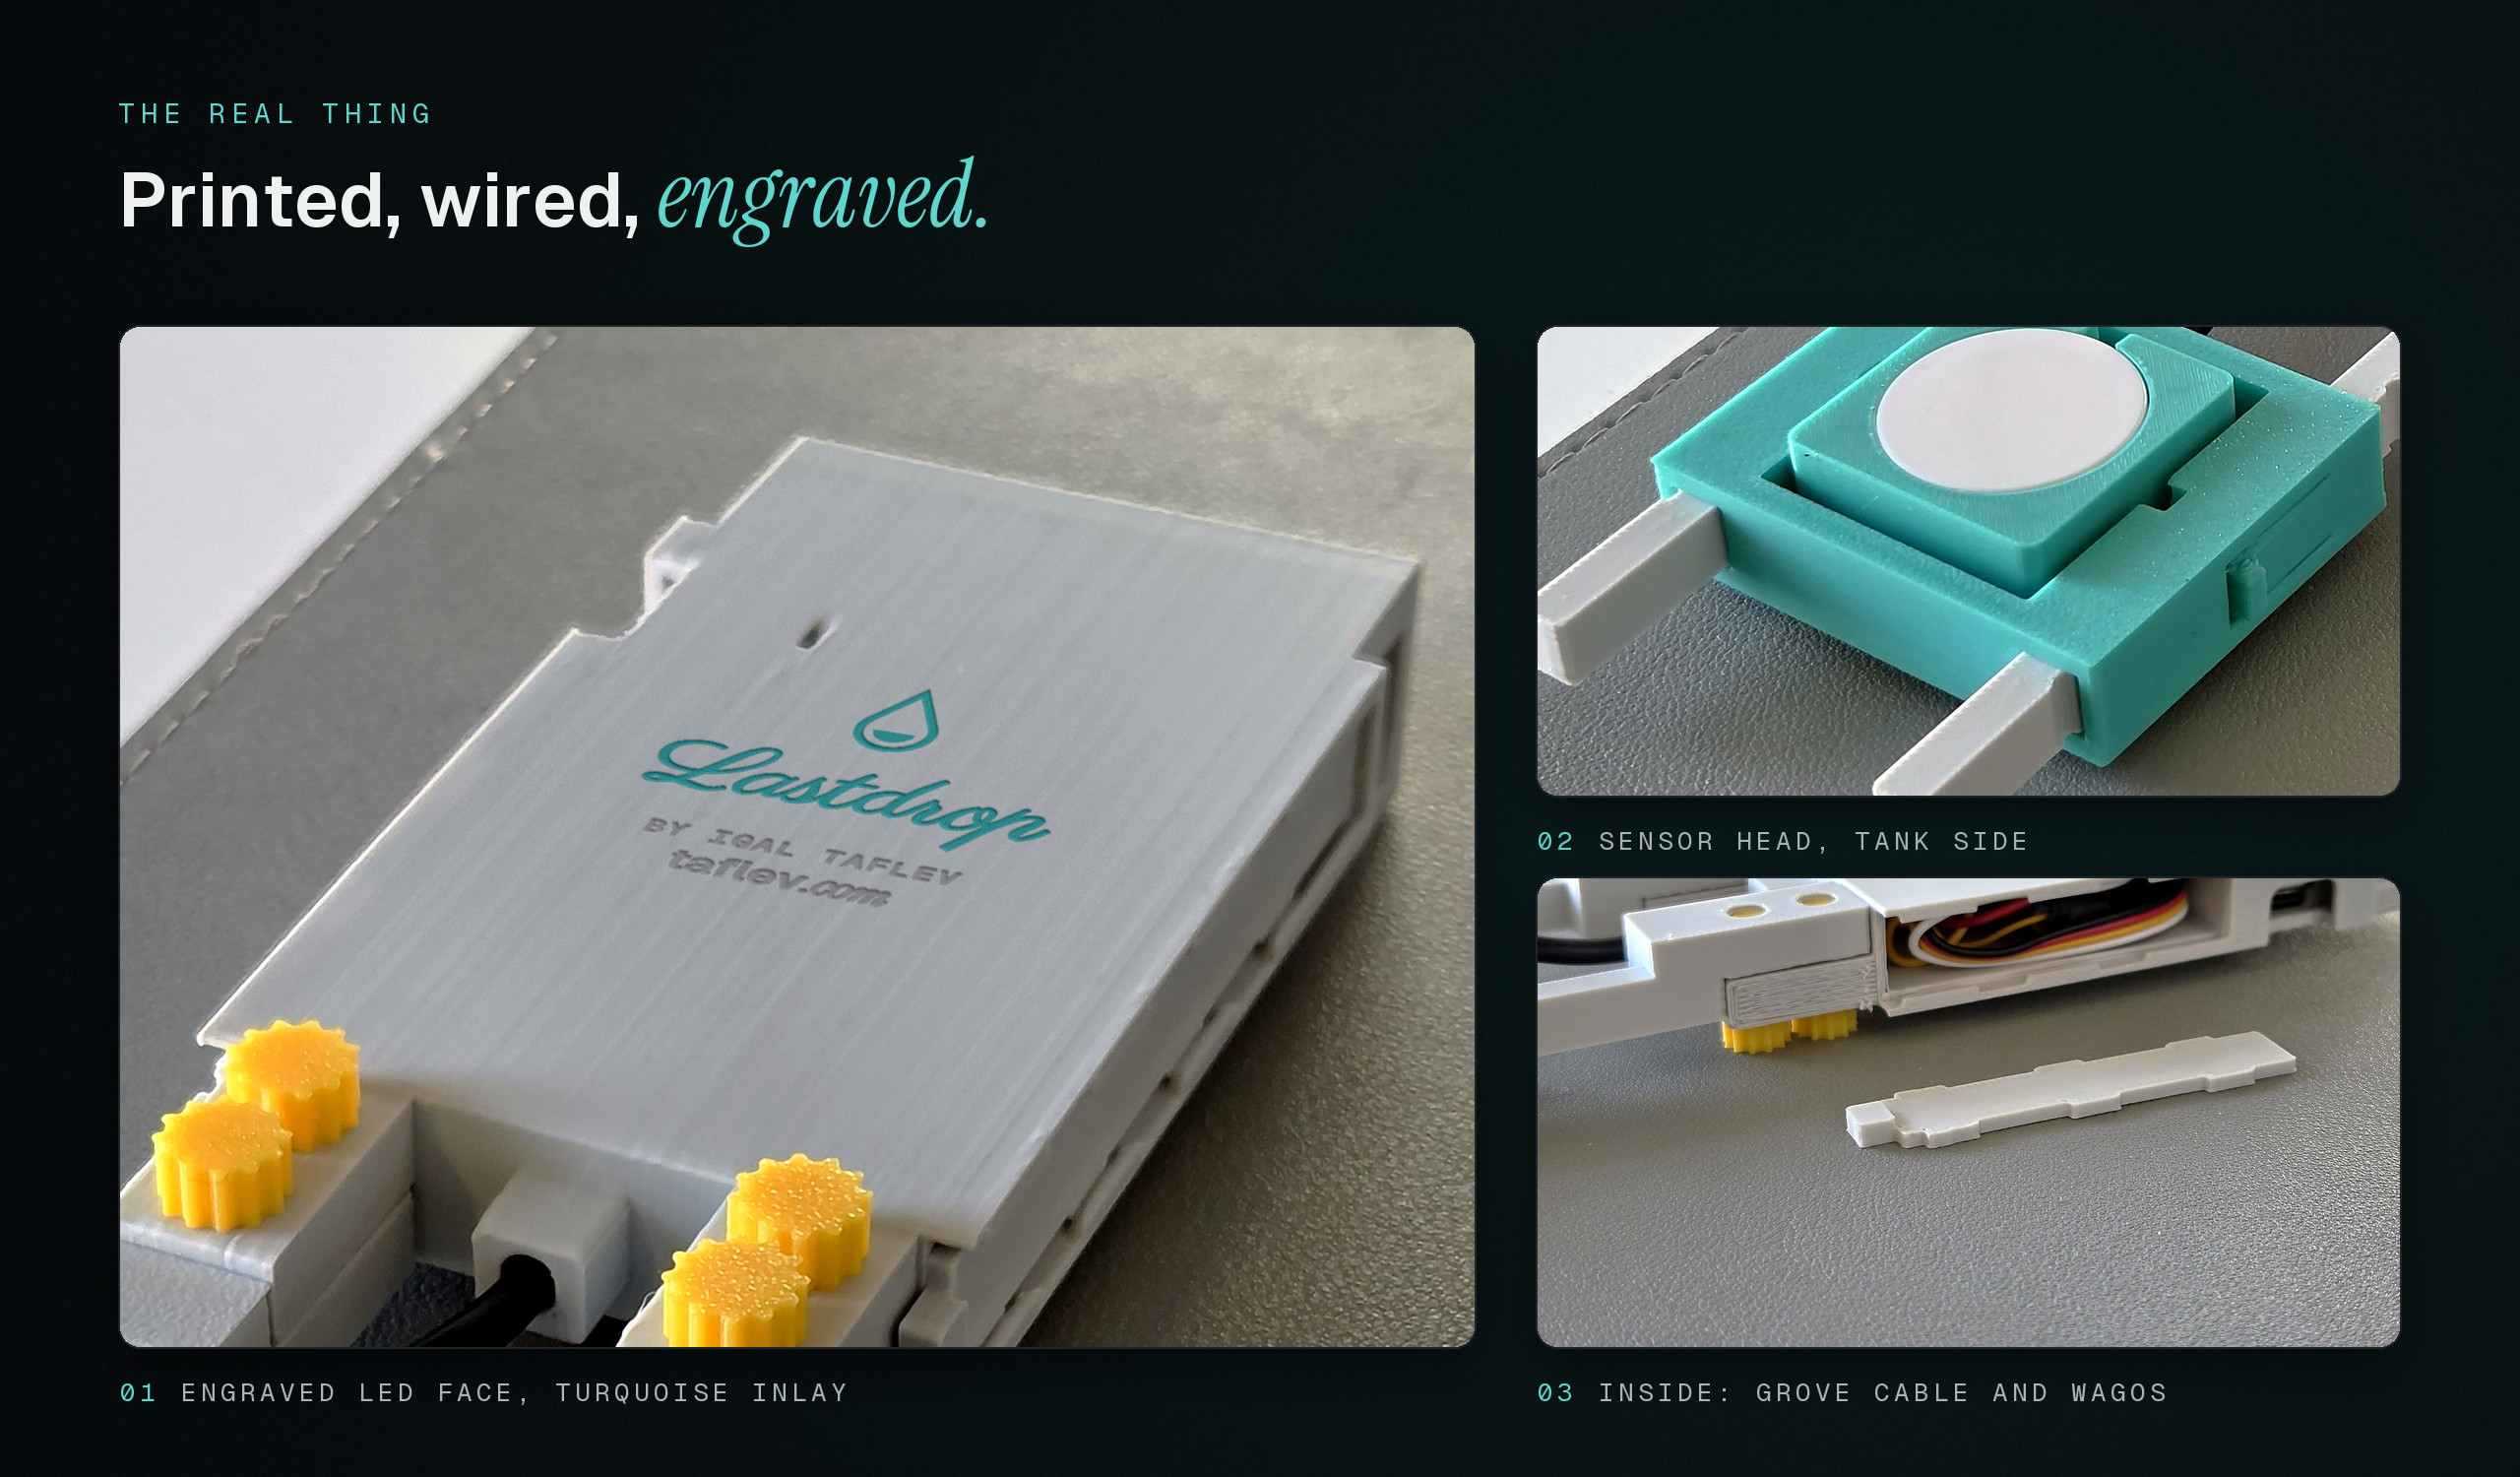 THE REAL THING
Printed, wired, engraved.
Lastdrop
BY IGAL TAFLEV
taflev.com
01 ENGRAVED LED FACE, TURQUOISE INLAY
02 SENSOR HEAD, TANK SIDE
03 INSIDE: GROVE CABLE AND WAGOS